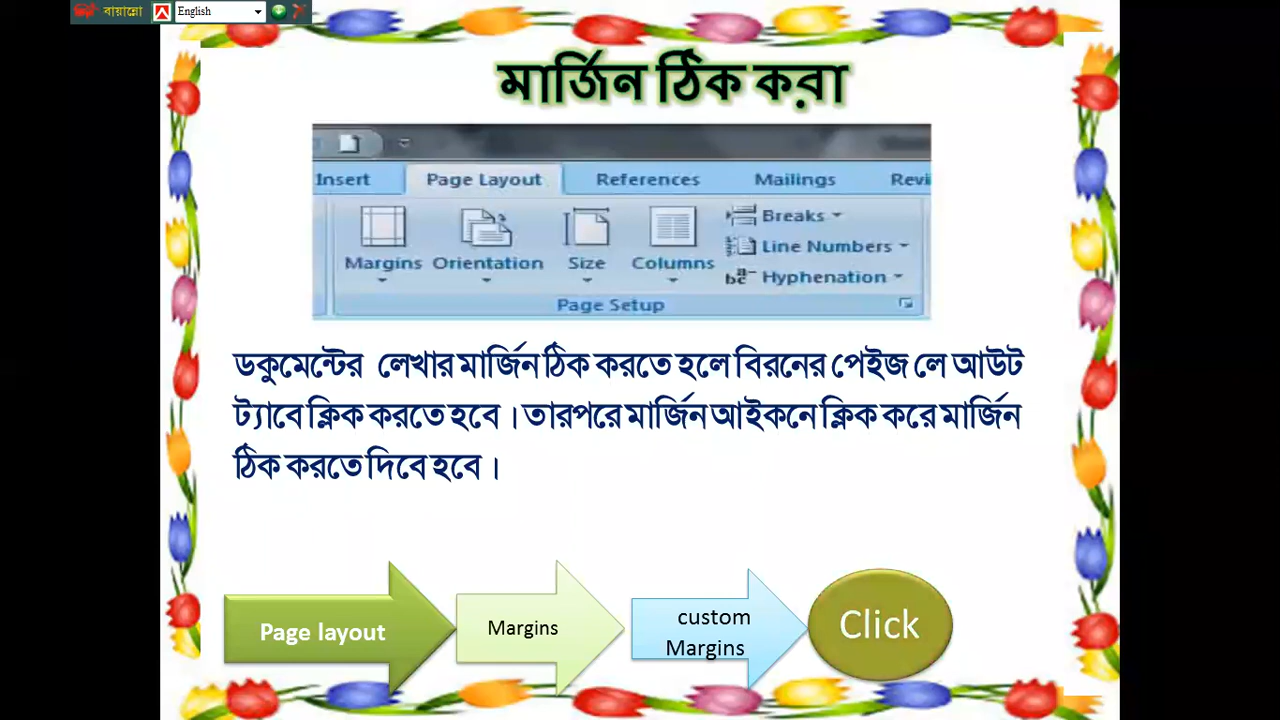 বায়ান্নো English
মার্জিন ঠিক করা
Insert Page Layout References Mailings Revi
Margins Orientation Size Columns Breaks
Line Numbers
Hyphenation
Page Setup
ডকুমেন্টের লেখার মার্জিন ঠিক করতে হলে বিরনের পেইজ লে আউট
ট্যাবে ক্লিক করতে হবে । তারপরে মার্জিন আইকনে ক্লিক করে মার্জিন
ঠিক করতে দিবে হবে ।
Page layout
Margins
custom
Margins
Click